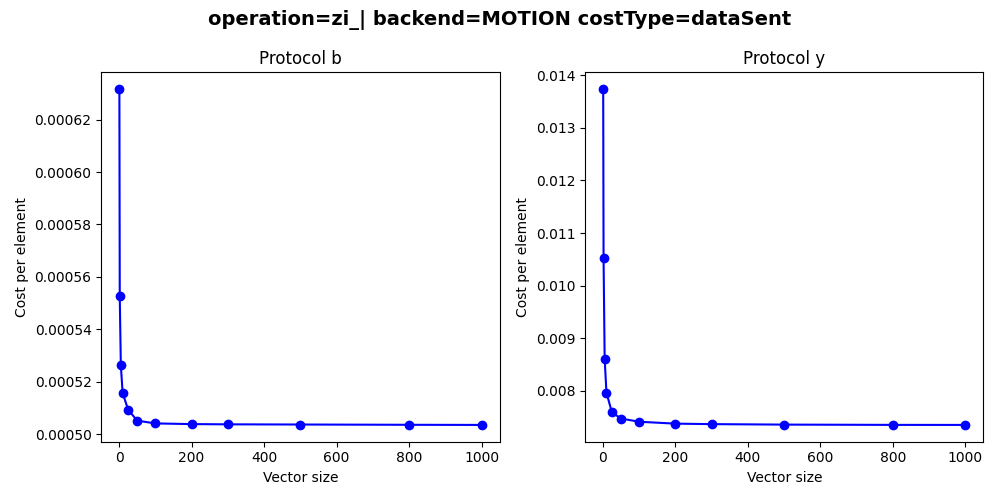 operation=zi_| backend=MOTION costType=dataSent
Protocol b
Cost per element
0.00062
0.00060
0.00058
0.00056
0.00054
0.00052
0.00050
0 200 400 600 800 1000
Vector size
Protocol y
Cost per element
0.014
0.013
0.012
0.011
0.010
0.009
0.008
0 200 400 600 800 1000
Vector size